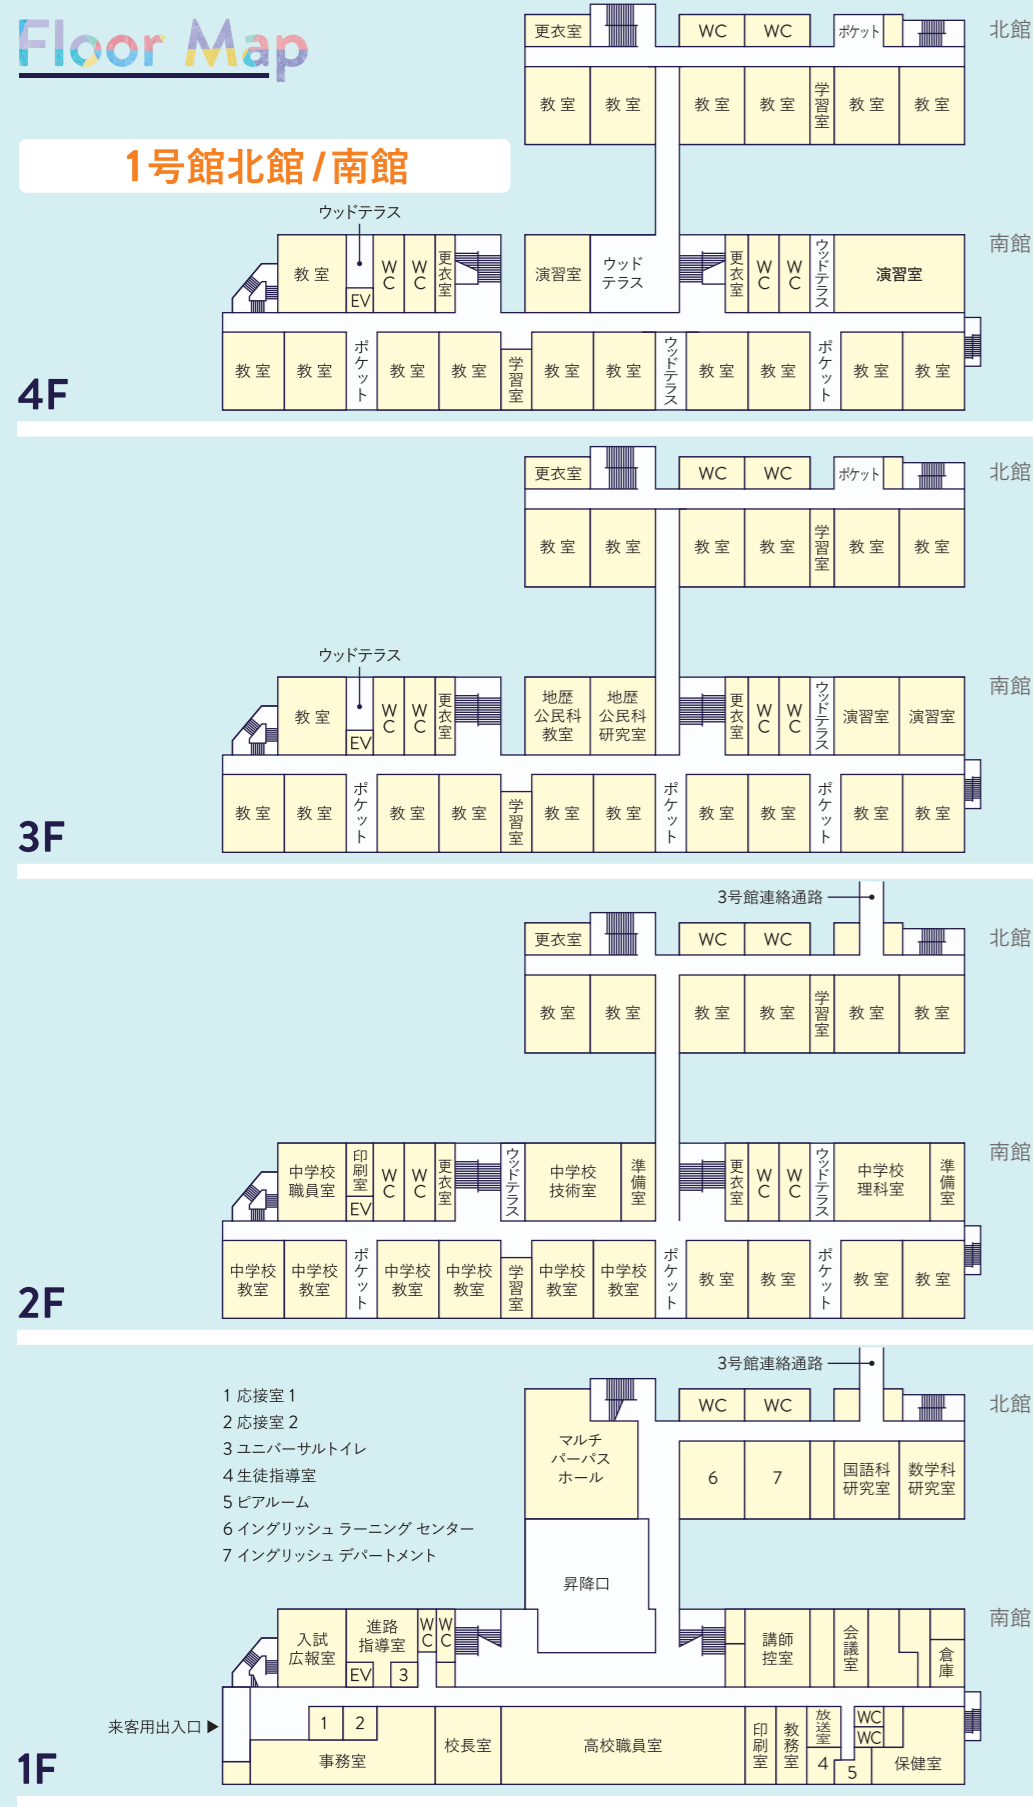 Floor Map
1号館北館/南館
更衣室 WC WC ポケット 北館
教室 教室 教室 教室 学習室 教室 教室
ウッドテラス
南館
教室 EV WC WC 更衣室 演習室 ウッドテラス 更衣室 WC WC ウッドテラス 演習室
教室 教室 ポケット 教室 教室 学習室 教室 教室 ウッドテラス 教室 教室 ポケット 教室 教室
4F
更衣室 WC WC ポケット 北館
教室 教室 教室 教室 学習室 教室 教室
ウッドテラス
南館
教室 EV WC WC 更衣室 地歴公民科教室 地歴公民科研究室 更衣室 WC WC ウッドテラス 演習室 演習室
教室 教室 ポケット 教室 教室 学習室 教室 教室 ポケット 教室 教室 ポケット 教室 教室
3F
3号館連絡通路
更衣室 WC WC 北館
教室 教室 教室 教室 学習室 教室 教室
南館
中学校職員室 印刷室 EV WC WC 更衣室 ウッドテラス 中学校技術室 準備室 更衣室 WC WC ウッドテラス 中学校理科室 準備室
中学校教室 中学校教室 ポケット 中学校教室 中学校教室 学習室 中学校教室 中学校教室 ポケット 教室 教室 ポケット 教室 教室
2F
3号館連絡通路
1 応接室 1
2 応接室 2
3 ユニバーサルトイレ
4 生徒指導室
5 ピアルーム
6 イングリッシュ ラーニング センター
7 イングリッシュ デパートメント
WC WC 北館
マルチパーパスホール 6 7 国語科研究室 数学科研究室
昇降口
南館
入試広報室 進路指導室 EV 3 WC WC 講師控室 会議室 倉庫
来客用出入口 ▶
1 2 事務室 校長室 高校職員室 印刷室 教務室 放送室 4 WC WC 5 保健室
1F